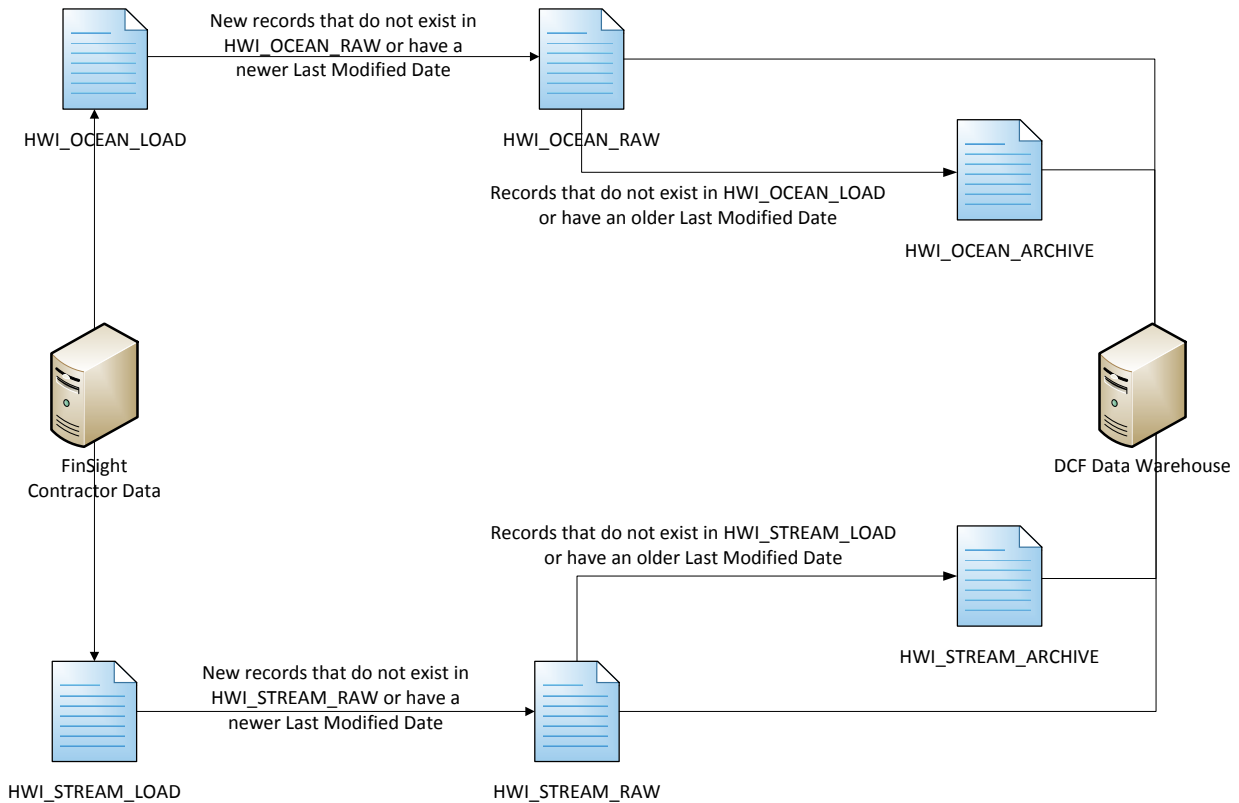 New records that do not exist in
HWI_OCEAN_RAW or have a
newer Last Modified Date
HWI_OCEAN_LOAD
HWI_OCEAN_RAW
Records that do not exist in HWI_OCEAN_LOAD
or have an older Last Modified Date
HWI_OCEAN_ARCHIVE
FinSight
Contractor Data
DCF Data Warehouse
Records that do not exist in HWI_STREAM_LOAD
or have an older Last Modified Date
HWI_STREAM_ARCHIVE
New records that do not exist in
HWI_STREAM_RAW or have a
newer Last Modified Date
HWI_STREAM_LOAD
HWI_STREAM_RAW